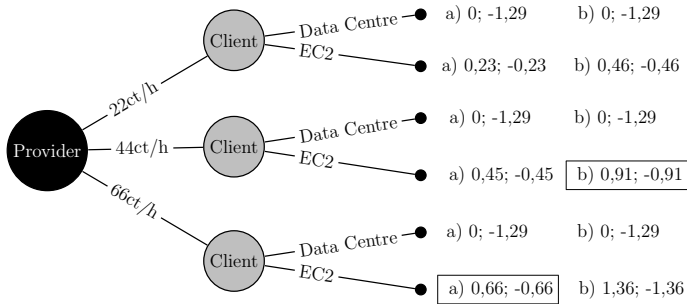 Data Centre a) 0; -1,29 b) 0; -1,29
Client
EC2 a) 0,23; -0,23 b) 0,46; -0,46
22ct/h
Data Centre a) 0; -1,29 b) 0; -1,29
Provider 44ct/h Client
EC2 a) 0,45; -0,45 b) 0,91; -0,91
66ct/h
Data Centre a) 0; -1,29 b) 0; -1,29
Client
EC2 a) 0,66; -0,66 b) 1,36; -1,36